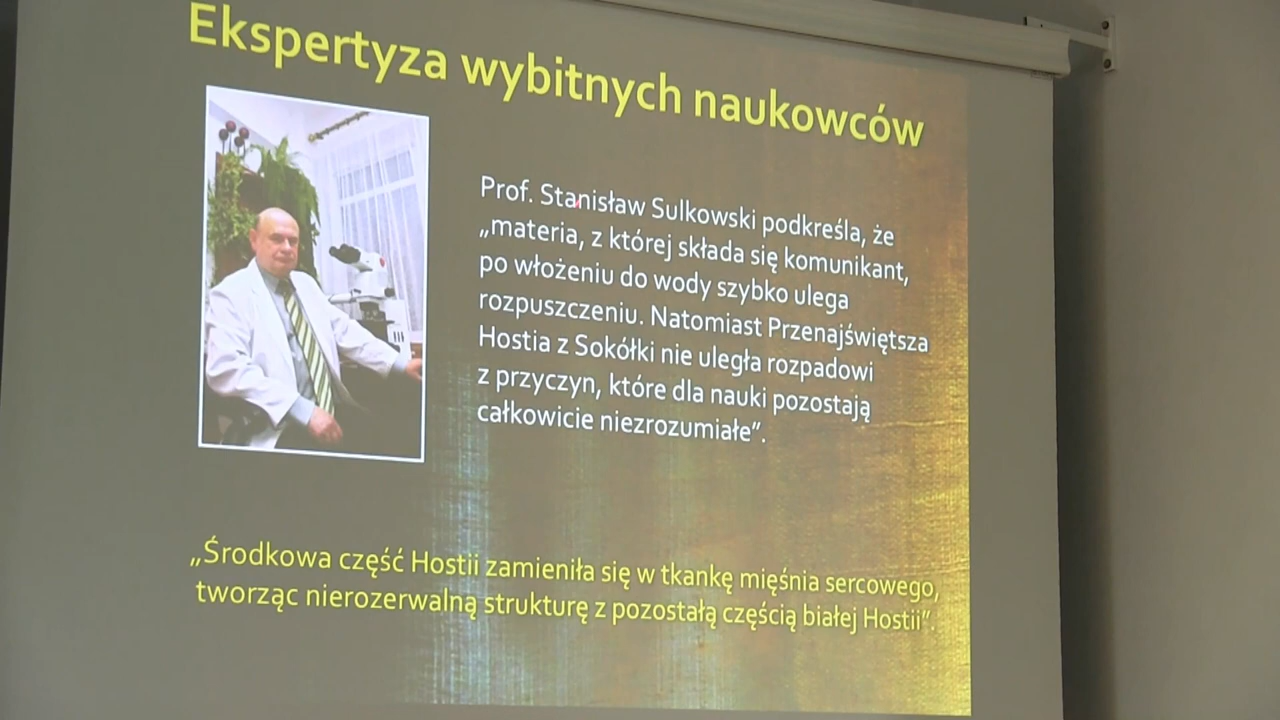 Ekspertyza wybitnych naukowców
Prof. Stanisław Sulkowski podkreśla, że
„materia, z której składa się komunikant,
po włożeniu do wody szybko ulega
rozpuszczeniu. Natomiast Przenajświętsza
Hostia z Sokółki nie uległa rozpadowi
z przyczyn, które dla nauki pozostają
całkowicie niezrozumiałe”.
„Środkowa część Hostii zamieniła się w tkankę mięśnia sercowego,
tworząc nierozerwalną strukturę z pozostałą częścią białej Hostii”.